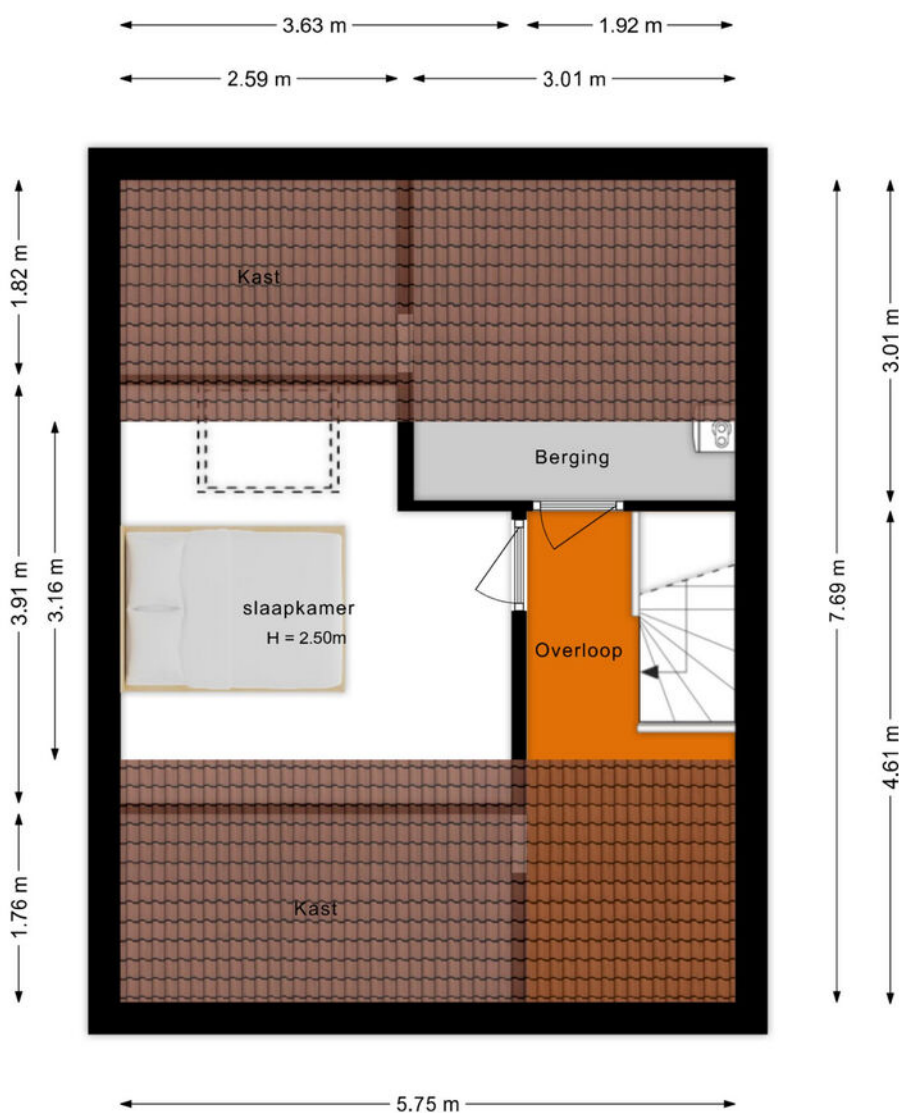 3.63 m
1.92 m
2.59 m
3.01 m
Kast
1.82 m
3.01 m
Berging
3.91 m
3.16 m
slaapkamer
H = 2.50m
7.69 m
Overloop
4.61 m
1.76 m
Kast
5.75 m